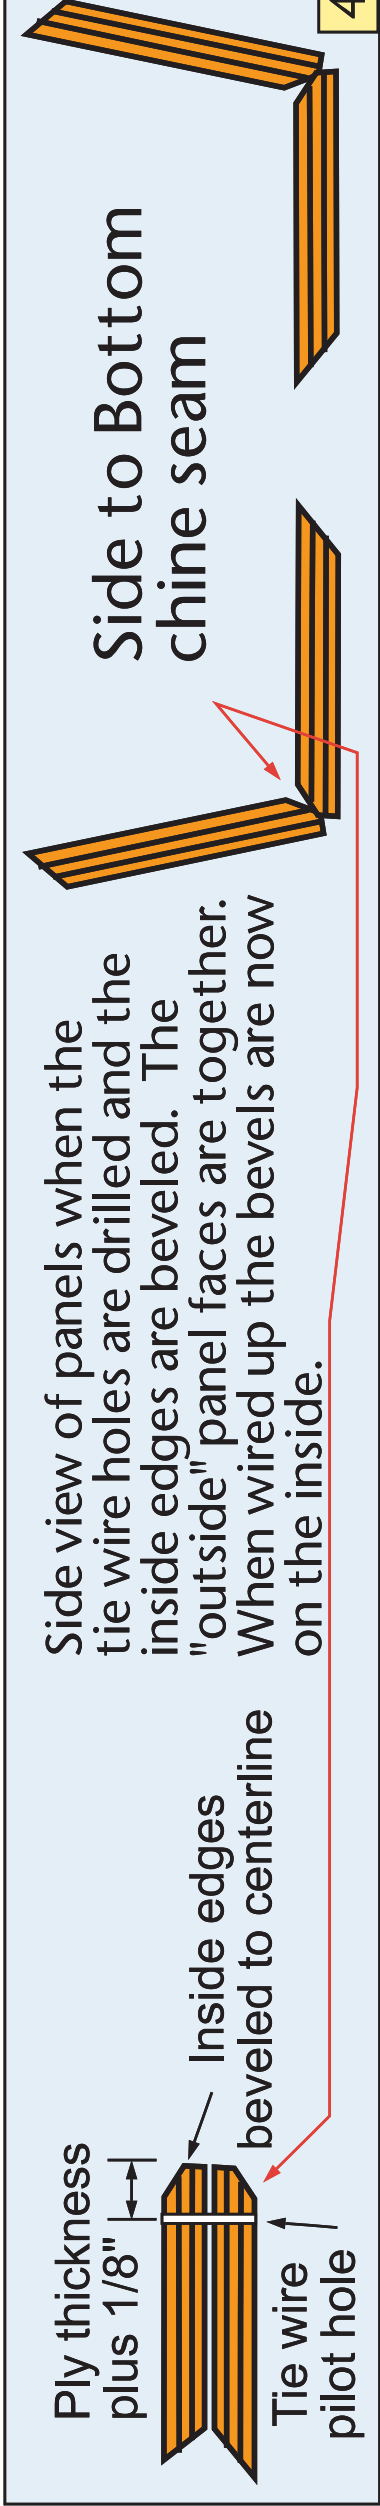 Ply thickness
plus 1/8"
Inside edges
beveled to centerline
Tie wire
pilot hole
Side view of panels when the
tie wire holes are drilled and the
inside edges are beveled. The
"outside" panel faces are together.
When wired up the bevels are now
on the inside.
Side to Bottom
chine seam
4